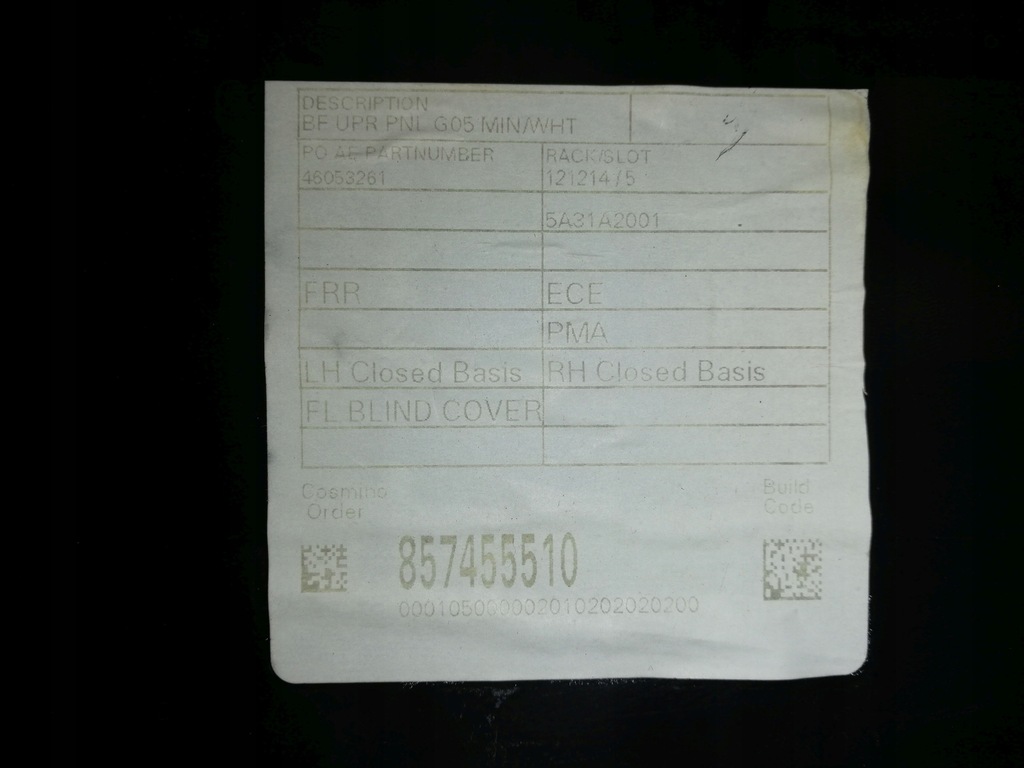 DESCRIPTION
BF UPR PNL G05 MIN/WHT
PO AE PARTNUMBER RACK/SLOT
46053261 121214 / 5
5A31A2001
FRR ECE
PMA
LH Closed Basis RH Closed Basis
FL BLIND COVER
Cosmino Build
Order Code
857455510